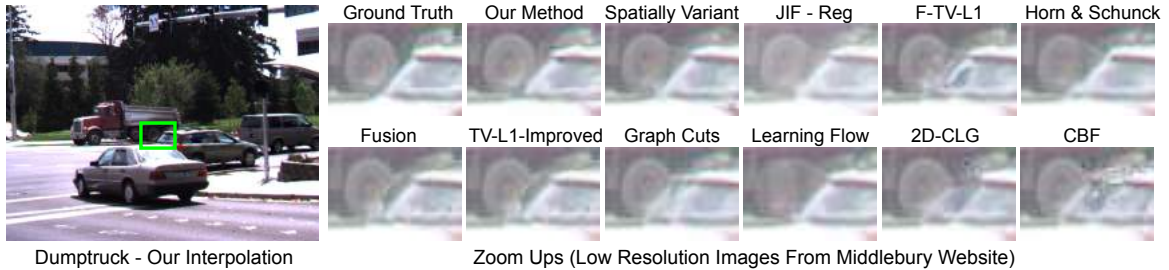 Ground Truth Our Method Spatially Variant JIF - Reg F-TV-L1 Horn & Schunck
Fusion TV-L1-Improved Graph Cuts Learning Flow 2D-CLG CBF
Dumptruck - Our Interpolation Zoom Ups (Low Resolution Images From Middlebury Website)